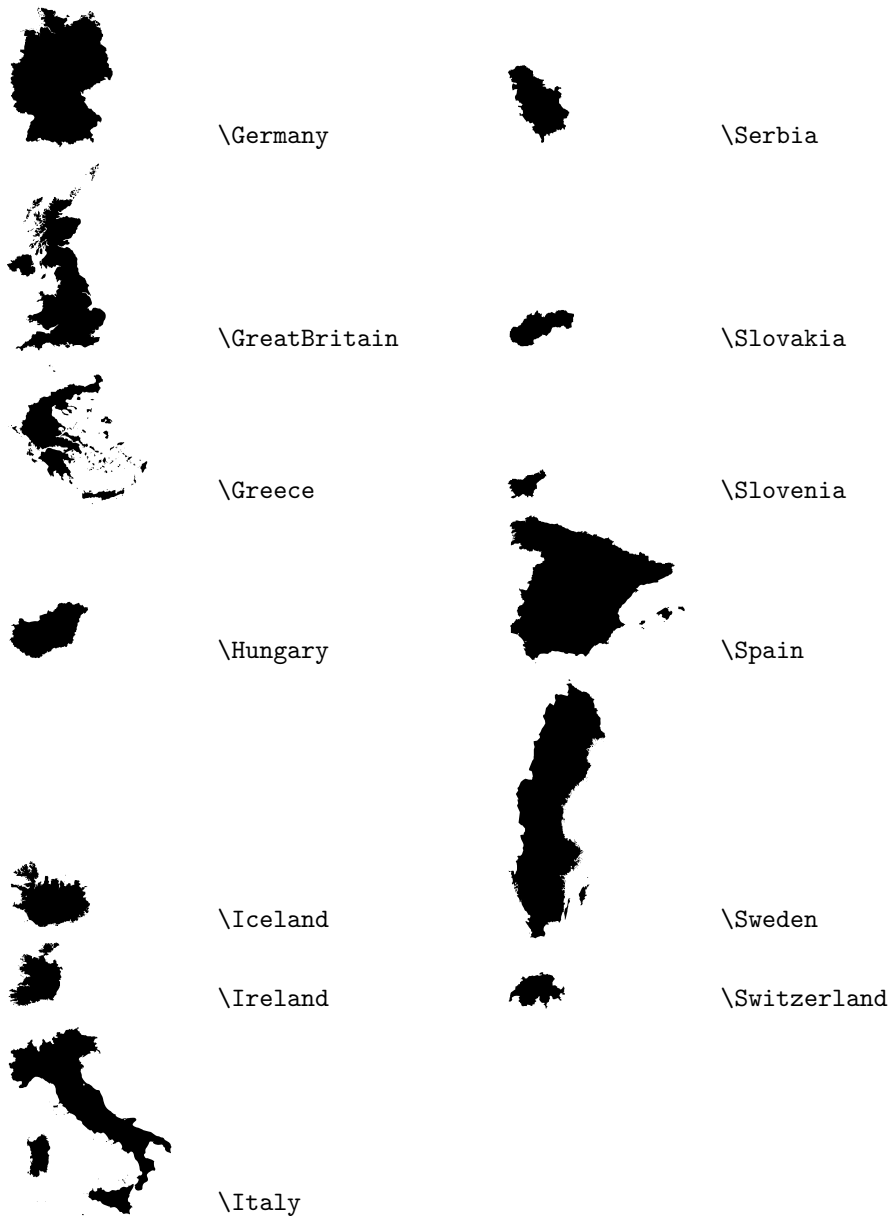 \Germany \Serbia
\GreatBritain \Slovakia
\Greece \Slovenia
\Hungary \Spain
\Iceland \Sweden
\Ireland \Switzerland
\Italy